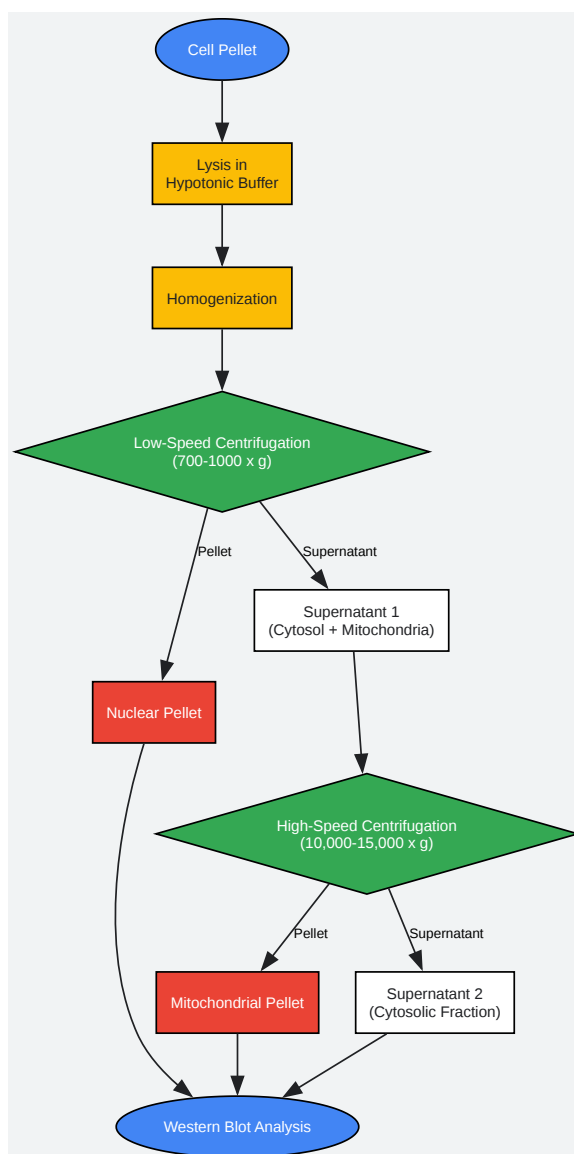 Cell Pellet
Lysis in
Hypotonic Buffer
Homogenization
Low-Speed Centrifugation
(700-1000 x g)
Pellet
Supernatant
Supernatant 1
(Cytosol + Mitochondria)
Nuclear Pellet
High-Speed Centrifugation
(10,000-15,000 x g)
Pellet
Supernatant
Mitochondrial Pellet
Supernatant 2
(Cytosolic Fraction)
Western Blot Analysis